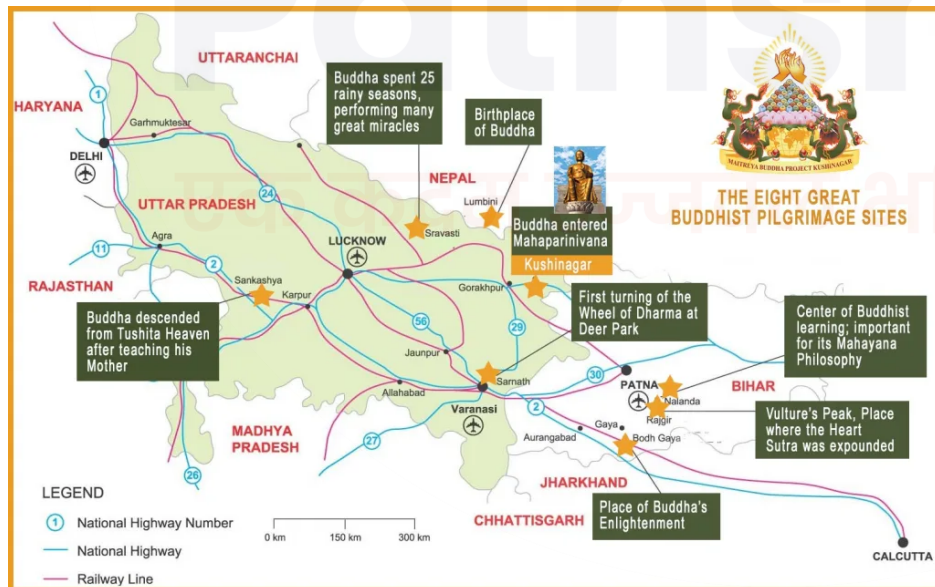 UTTARANCHAI
HARYANA
1
Garhmuktesar
DELHI
Buddha spent 25
rainy seasons,
performing many
great miracles
Birthplace
of Buddha
MAITREYA BUDDHA PROJECT KUSHINAGAR
THE EIGHT GREAT
BUDDHIST PILGRIMAGE SITES
NEPAL
Lumbini
UTTAR PRADESH
24
Sravasti
Buddha entered
Mahaparinivana
Kushinagar
LUCKNOW
11
Agra
2
RAJASTHAN
Sankashya
Karpur
Gorakhpur
Buddha descended
from Tushita Heaven
after teaching his
Mother
56
29
First turning of the
Wheel of Dharma at
Deer Park
Center of Buddhist
learning; important
for its Mahayana
Philosophy
Jaunpur
Sarnath
30
PATNA
BIHAR
Allahabad
Varanasi
Nalanda
Rajgir
2
Vulture's Peak, Place
where the Heart
Sutra was expounded
MADHYA
PRADESH
27
Aurangabad
Gaya
Bodh Gaya
26
JHARKHAND
CHHATTISGARH
Place of Buddha's
Enlightenment
CALCUTTA
LEGEND
1 National Highway Number
National Highway
Railway Line
0 km 150 km 300 km